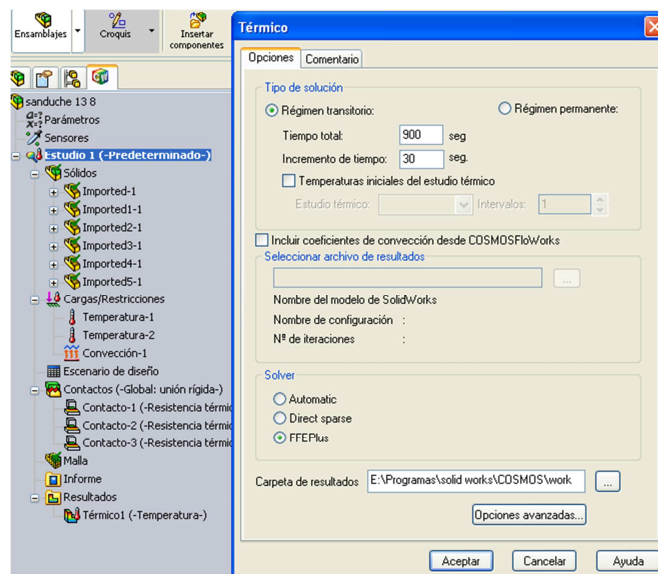 Ensamblajes
Croquis
Insertar
componentes
sanduche 13 8
Parámetros
Sensores
Estudio 1 (-Predeterminado-)
Sólidos
Imported-1
Imported1-1
Imported2-1
Imported3-1
Imported4-1
Imported5-1
Cargas/Restricciones
Temperatura-1
Temperatura-2
Convección-1
Escenario de diseño
Contactos (-Global: unión rígida-)
Contacto-1 (-Resistencia térmic
Contacto-2 (-Resistencia térmic
Contacto-3 (-Resistencia térmic
Malla
Informe
Resultados
Térmico1 (-Temperatura-)
Térmico
Opciones Comentario
Tipo de solución
Régimen transitorio: Régimen permanente:
Tiempo total: 900 seg
Incremento de tiempo: 30 seg.
Temperaturas iniciales del estudio térmico
Estudio térmico: Intervalos: 1
Incluir coeficientes de convección desde COSMOSFloWorks
Seleccionar archivo de resultados
...
Nombre del modelo de SolidWorks
Nombre de configuración :
Nº de iteraciones :
Solver
Automatic
Direct sparse
FFEPlus
Carpeta de resultados E:\Programas\solid works\COSMOS\work ...
Opciones avanzadas...
Aceptar Cancelar Ayuda